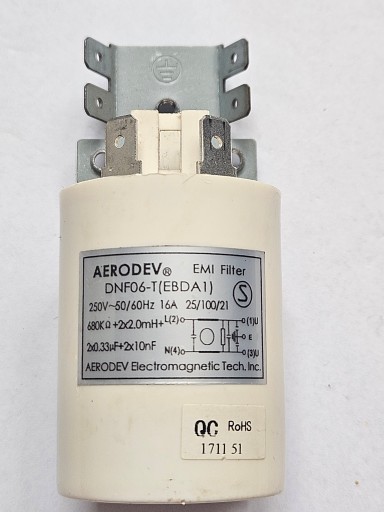 AERODEV® EMI Filter
DNF06-T(EBDA1)
250V~50/60Hz 16A 25/100/21
S
680KΩ+2x2.0mH+
L(2) (1)U
E
2x0.33μF+2x10nF
N(4) (3)U
AERODEV Electromagnetic Tech, Inc.
QC RoHS
1711 51